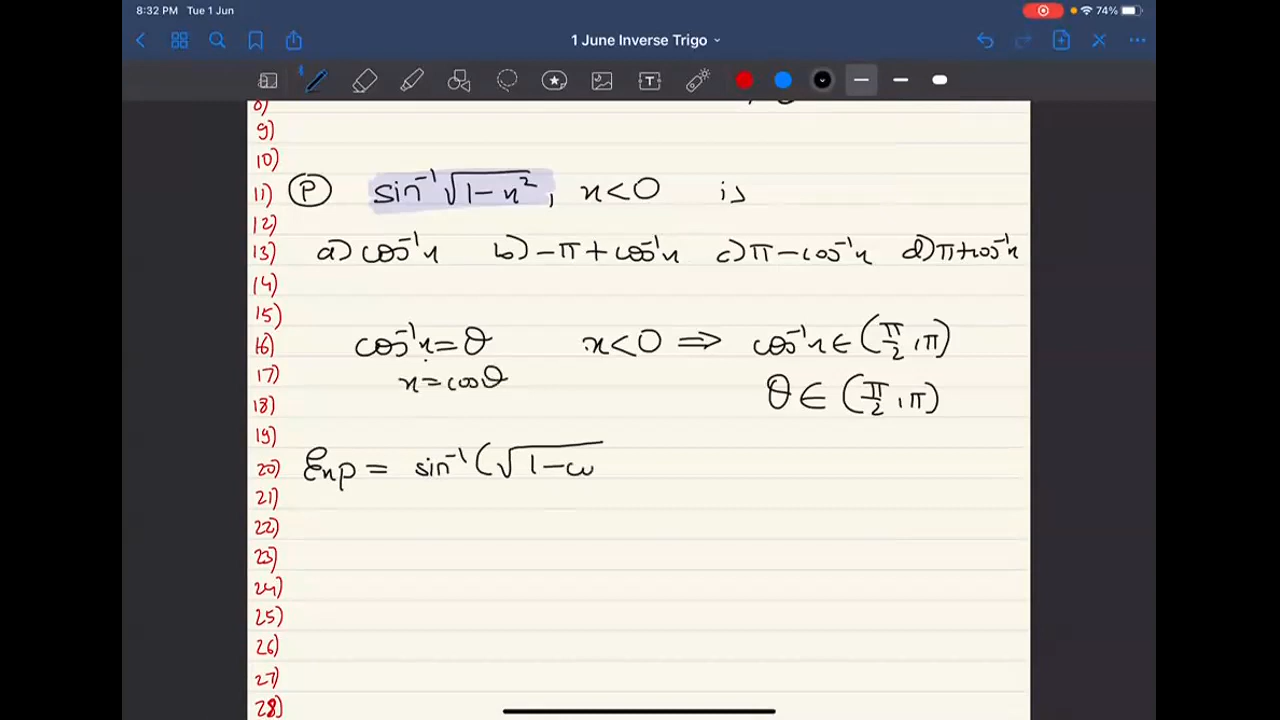 8:32 PM Tue 1 Jun
74%
1 June Inverse Trigo
T
8)
9)
10)
11) (P) sin⁻¹√(1-x²), x<0 is
12)
13) a) cos⁻¹x b) -π + cos⁻¹x c) π - cos⁻¹x d) π+cos⁻¹x
14)
15)
16) cos⁻¹x = θ x<0 ⇒ cos⁻¹x ∈ (π/2, π)
17) x = cosθ
18) θ ∈ (π/2, π)
19)
20) Exp = sin⁻¹(√1-co
21)
22)
23)
24)
25)
26)
27)
28)